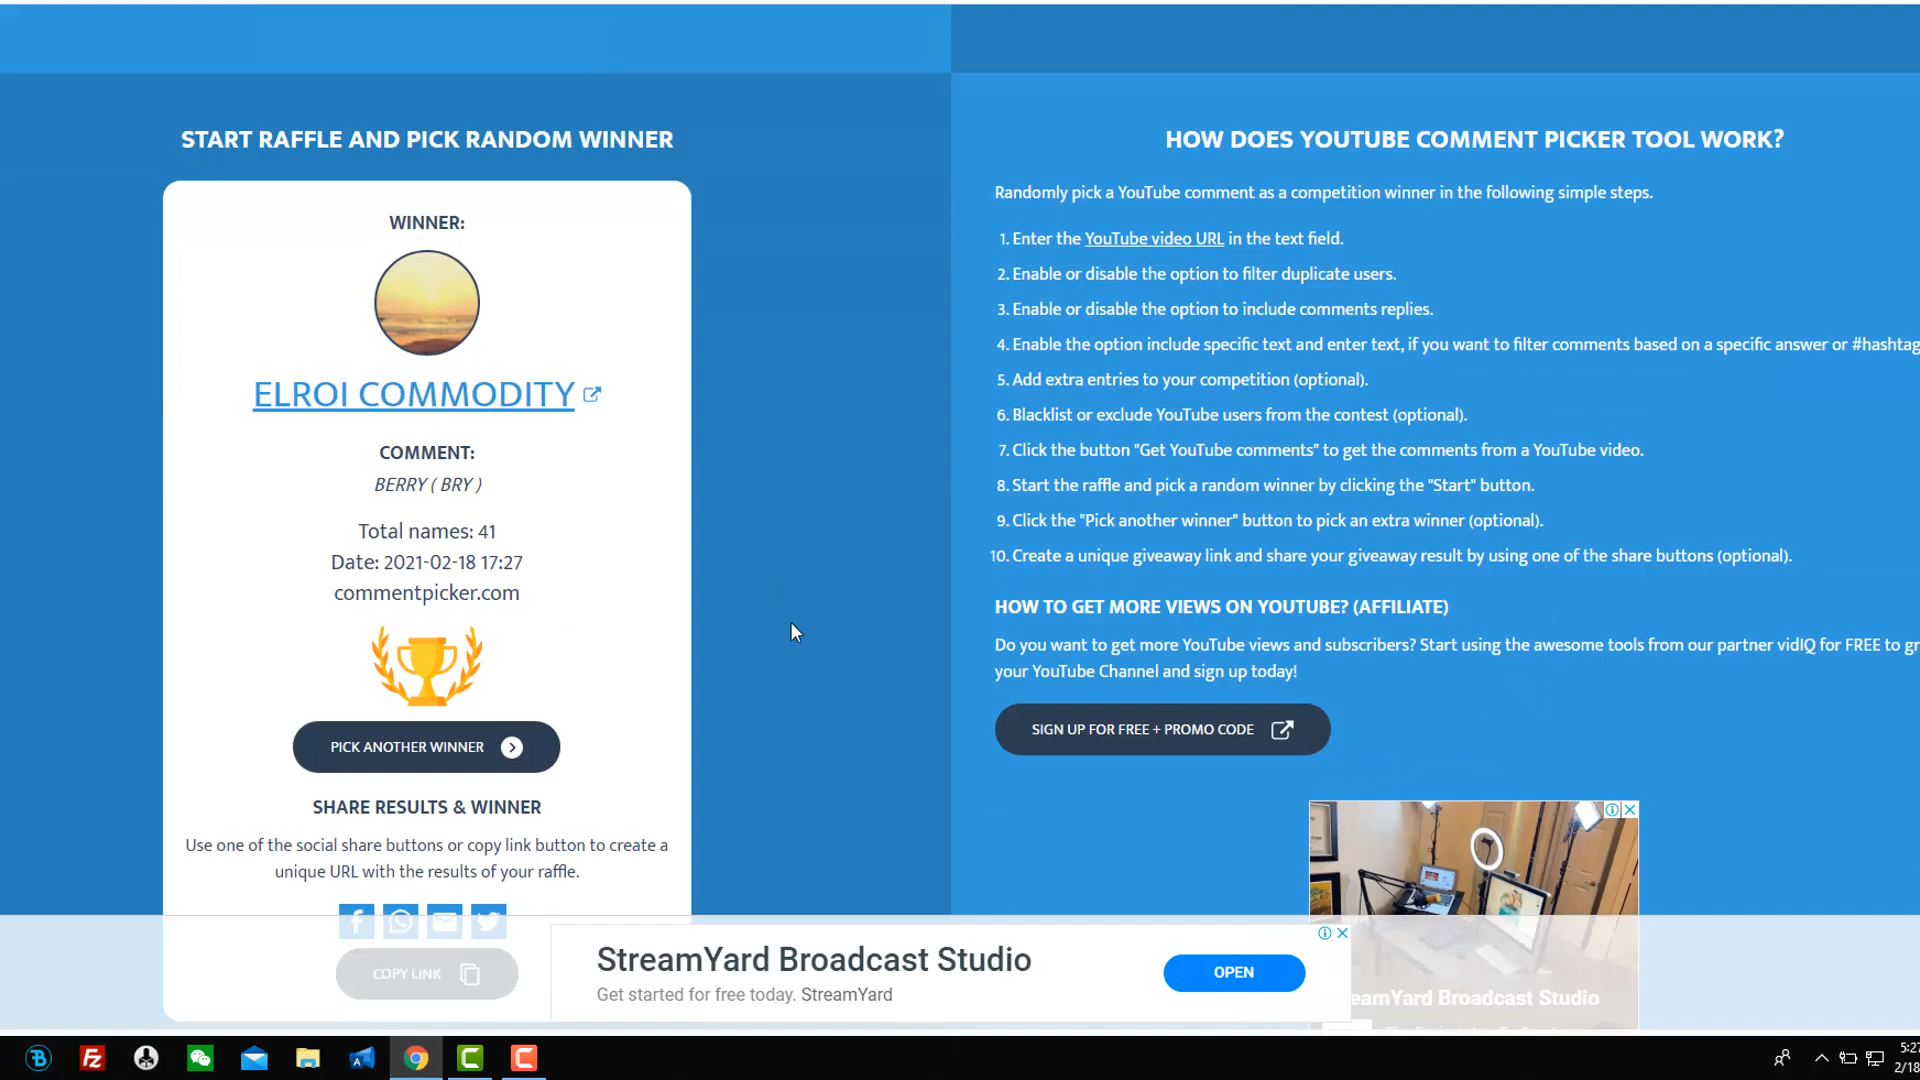 START RAFFLE AND PICK RANDOM WINNER
WINNER:
ELROI COMMODITY
COMMENT:
BERRY ( BRY )
Total names: 41
Date: 2021-02-18 17:27
commentpicker.com
PICK ANOTHER WINNER
SHARE RESULTS & WINNER
Use one of the social share buttons or copy link button to create a
unique URL with the results of your raffle.
COPY LINK
HOW DOES YOUTUBE COMMENT PICKER TOOL WORK?
Randomly pick a YouTube comment as a competition winner in the following simple steps.
1. Enter the YouTube video URL in the text field.
2. Enable or disable the option to filter duplicate users.
3. Enable or disable the option to include comments replies.
4. Enable the option include specific text and enter text, if you want to filter comments based on a specific answer or #hashtag
5. Add extra entries to your competition (optional).
6. Blacklist or exclude YouTube users from the contest (optional).
7. Click the button "Get YouTube comments" to get the comments from a YouTube video.
8. Start the raffle and pick a random winner by clicking the "Start" button.
9. Click the "Pick another winner" button to pick an extra winner (optional).
10. Create a unique giveaway link and share your giveaway result by using one of the share buttons (optional).
HOW TO GET MORE VIEWS ON YOUTUBE? (AFFILIATE)
Do you want to get more YouTube views and subscribers? Start using the awesome tools from our partner vidIQ for FREE to gr
your YouTube Channel and sign up today!
SIGN UP FOR FREE + PROMO CODE
StreamYard Broadcast Studio
Get started for free today. StreamYard
OPEN
eamYard Broadcast Studio
5:27
2/18